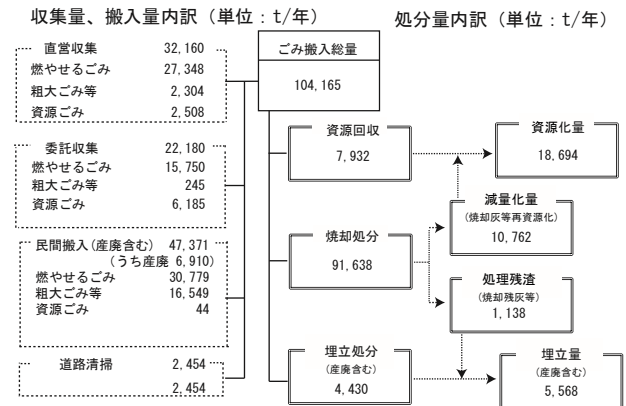 収集量、搬入量内訳（単位：t/年）
処分量内訳（単位：t/年）
直営収集 32,160
燃やせるごみ 27,348
粗大ごみ等 2,304
資源ごみ 2,508
委託収集 22,180
燃やせるごみ 15,750
粗大ごみ等 245
資源ごみ 6,185
民間搬入(産廃含む) 47,371
(うち産廃 6,910)
燃やせるごみ 30,779
粗大ごみ等 16,549
資源ごみ 44
道路清掃 2,454
2,454
ごみ搬入総量
104,165
資源回収
7,932
焼却処分
91,638
埋立処分
(産廃含む)
4,430
資源化量
18,694
減量化量
(焼却灰等再資源化)
10,762
処理残渣
(焼却残灰等)
1,138
埋立量
(産廃含む)
5,568